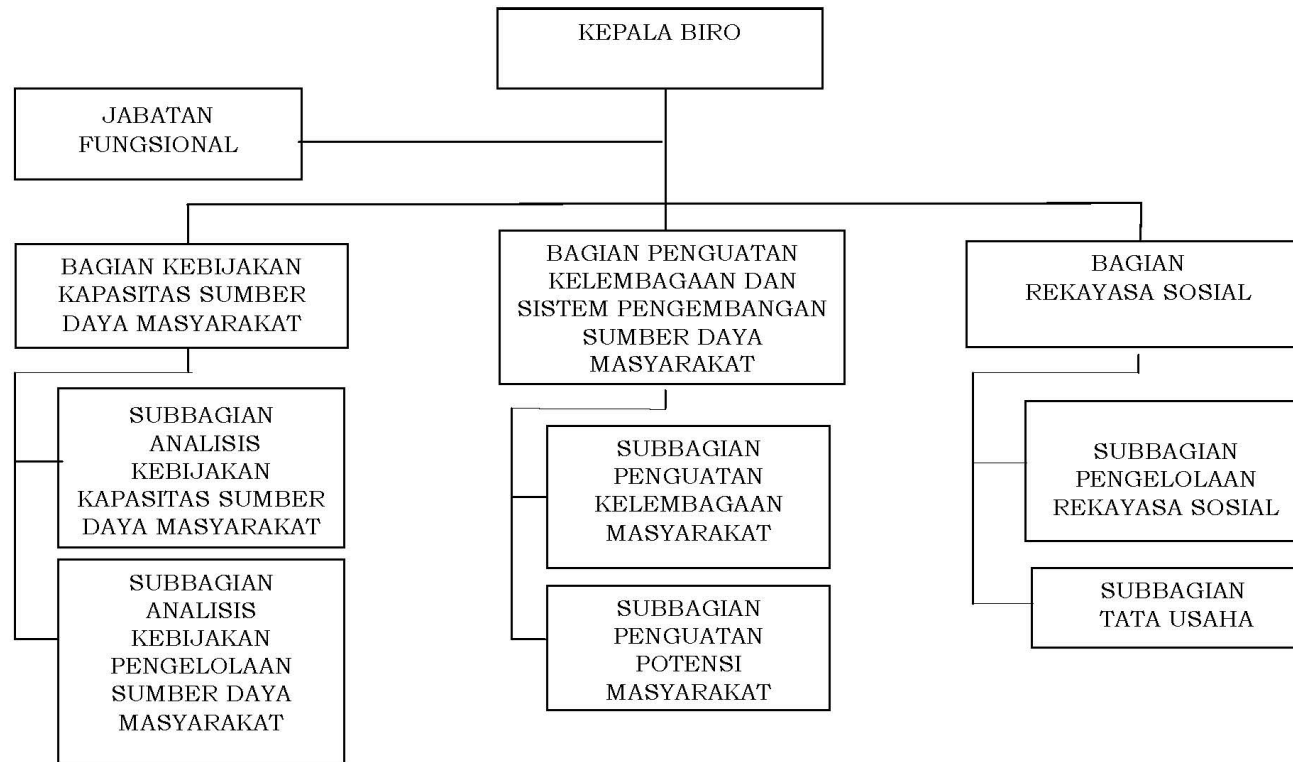 KEPALA BIRO
JABATAN
FUNGSIONAL
BAGIAN KEBIJAKAN
KAPASITAS SUMBER
DAYA MASYARAKAT
BAGIAN PENGUATAN
KELEMBAGAAN DAN
SISTEM PENGEMBANGAN
SUMBER DAYA
MASYARAKAT
BAGIAN
REKAYASA SOSIAL
SUBBAGIAN
ANALISIS
KEBIJAKAN
KAPASITAS SUMBER
DAYA MASYARAKAT
SUBBAGIAN
ANALISIS
KEBIJAKAN
PENGELOLAAN
SUMBER DAYA
MASYARAKAT
SUBBAGIAN
PENGUATAN
KELEMBAGAAN
MASYARAKAT
SUBBAGIAN
PENGUATAN
POTENSI
MASYARAKAT
SUBBAGIAN
PENGELOLAAN
REKAYASA SOSIAL
SUBBAGIAN
TATA USAHA